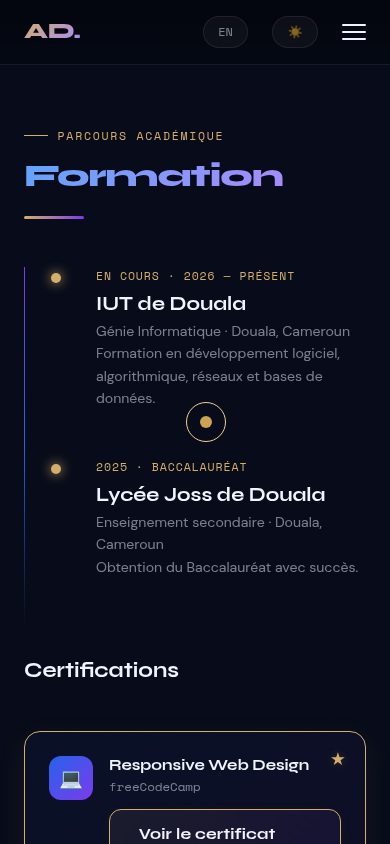 AD.
EN
PARCOURS ACADÉMIQUE
Formation
EN COURS · 2026 — PRÉSENT
IUT de Douala
Génie Informatique · Douala, Cameroun
Formation en développement logiciel,
algorithmique, réseaux et bases de
données.
2025 · BACCALAURÉAT
Lycée Joss de Douala
Enseignement secondaire · Douala,
Cameroun
Obtention du Baccalauréat avec succès.
Certifications
Responsive Web Design
freeCodeCamp
Voir le certificat